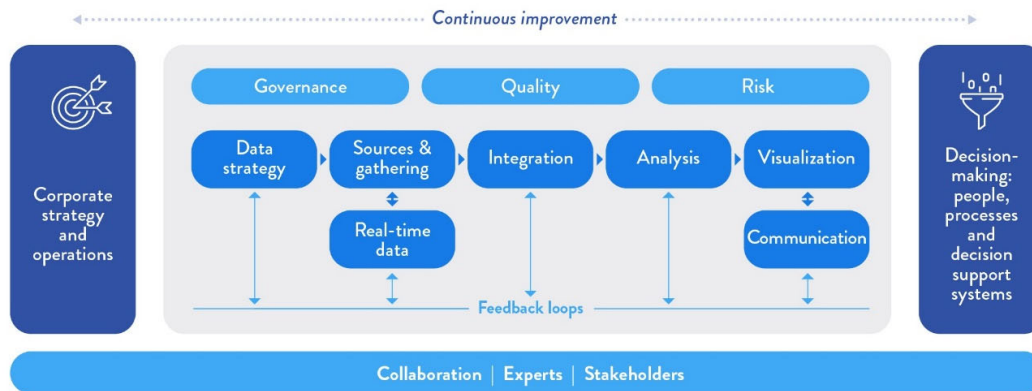 Continuous improvement
Corporate
strategy
and
operations
Governance
Quality
Risk
Data
strategy
Sources &
gathering
Integration
Analysis
Visualization
Real-time
data
Communication
Feedback loops
Decision-
making:
people,
processes
and
decision
support
systems
Collaboration | Experts | Stakeholders